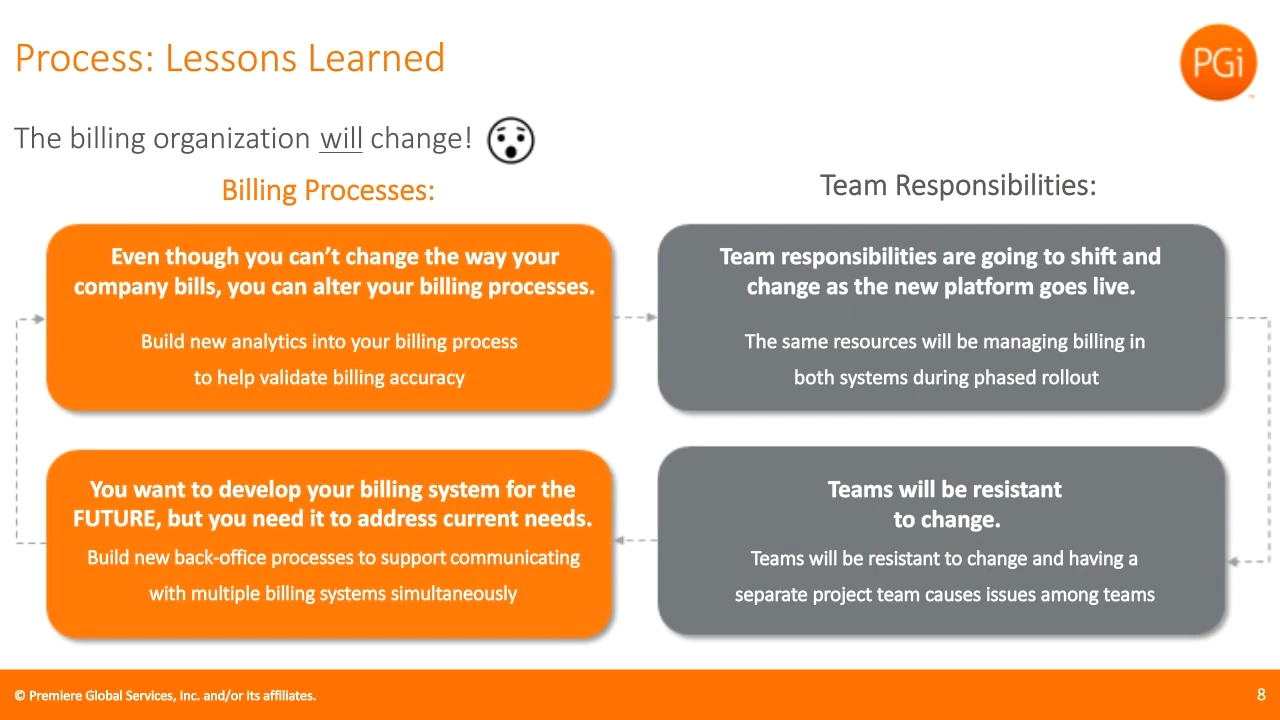 Process: Lessons Learned
PGi
The billing organization will change!
Billing Processes:
Even though you can’t change the way your
company bills, you can alter your billing processes.
Build new analytics into your billing process
to help validate billing accuracy
You want to develop your billing system for the
FUTURE, but you need it to address current needs.
Build new back-office processes to support communicating
with multiple billing systems simultaneously
Team Responsibilities:
Team responsibilities are going to shift and
change as the new platform goes live.
The same resources will be managing billing in
both systems during phased rollout
Teams will be resistant
to change.
Teams will be resistant to change and having a
separate project team causes issues among teams
© Premiere Global Services, Inc. and/or its affiliates.
8